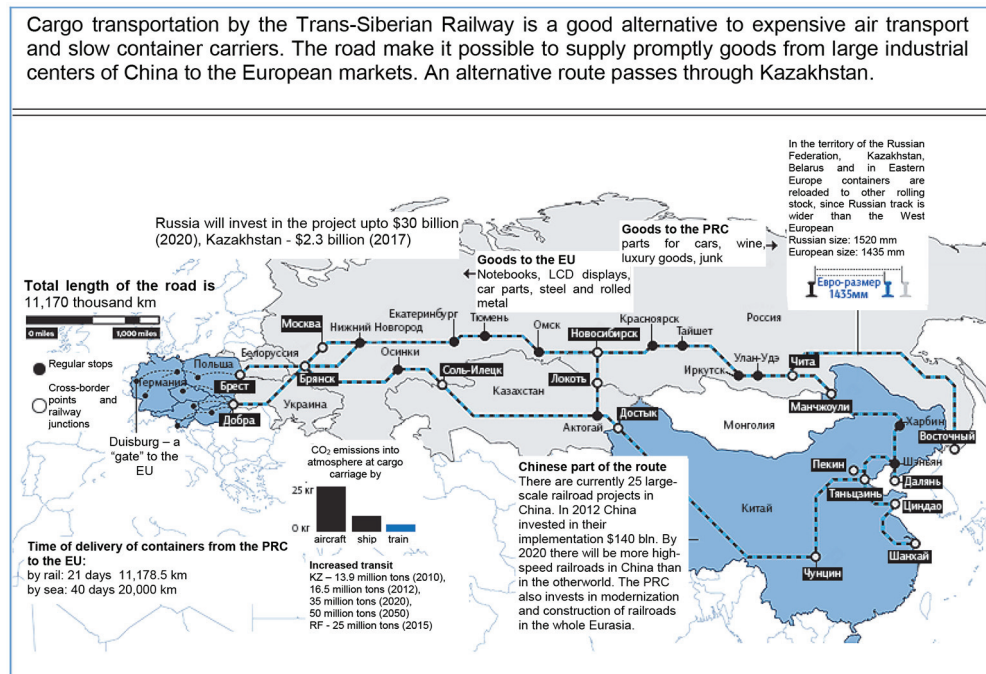 Cargo transportation by the Trans-Siberian Railway is a good alternative to expensive air transport
and slow container carriers. The road make it possible to supply promptly goods from large industrial
centers of China to the European markets. An alternative route passes through Kazakhstan.
In the territory of the Russian
Federation, Kazakhstan,
Belarus and in Eastern
Europe containers are
reloaded to other rolling
stock, since Russian track is
wider than the West
European
Russian size: 1520 mm
European size: 1435 mm
Евро-размер
1435мм
Russia will invest in the project upto $30 billion
(2020), Kazakhstan - $2.3 billion (2017)
Goods to the PRC
parts for cars, wine,
luxury goods, junk
Goods to the EU
Notebooks, LCD displays,
car parts, steel and rolled
metal
Total length of the road is
11,170 thousand km
0 miles
1,000 miles
Regular stops
Cross-border
points and
railway
junctions
Duisburg – a
"gate" to the
EU
Москва
Нижний Новгород
Екатеринбург
Тюмень
Омск
Новосибирск
Красноярск
Тайшет
Россия
Иркутск
Улан-Удэ
Чита
Манчжоули
Белоруссия
Польша
Германия
Брест
Брянск
Добра
Украина
Осинки
Соль-Илецк
Казахстан
Локоть
Актогай
Достык
Монголия
Харбин
Восточный
Шэньян
Пекин
Далянь
Тяньцзинь
Циндао
Китай
Шанхай
Чунцин
CO₂ emissions into
atmosphere at cargo
carriage by
25 кг
0 кг
aircraft
ship
train
Increased transit
KZ – 13.9 million tons (2010),
16.5 million tons (2012),
35 million tons (2020),
50 million tons (2050)
RF - 25 million tons (2015)
Time of delivery of containers from the PRC
to the EU:
by rail: 21 days 11,178.5 km
by sea: 40 days 20,000 km
Chinese part of the route
There are currently 25 large-
scale railroad projects in
China. In 2012 China
invested in their
implementation $140 bln. By
2020 there will be more high-
speed railroads in China than
in the otherworld. The PRC
also invests in modernization
and construction of railroads
in the whole Eurasia.